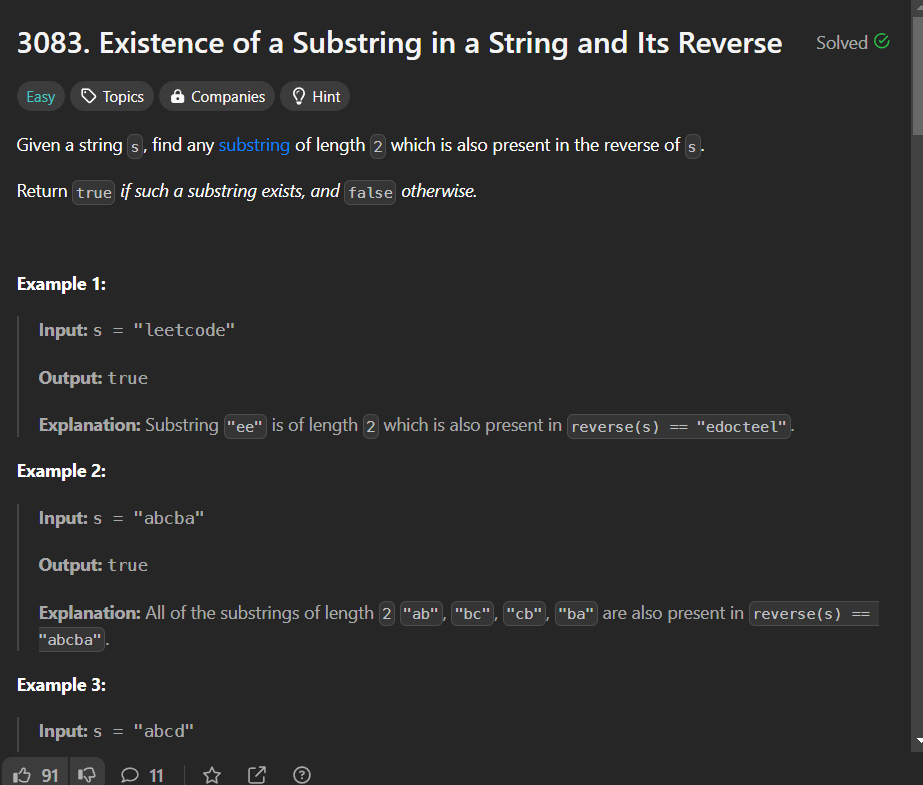 3083. Existence of a Substring in a String and Its Reverse
Solved
Easy Topics Companies Hint
Given a string s, find any substring of length 2 which is also present in the reverse of s.
Return true if such a substring exists, and false otherwise.
Example 1:
Input: s = "leetcode"
Output: true
Explanation: Substring "ee" is of length 2 which is also present in reverse(s) == "edocteel".
Example 2:
Input: s = "abcba"
Output: true
Explanation: All of the substrings of length 2 "ab", "bc", "cb", "ba" are also present in reverse(s) ==
"abcba".
Example 3:
Input: s = "abcd"
91 11